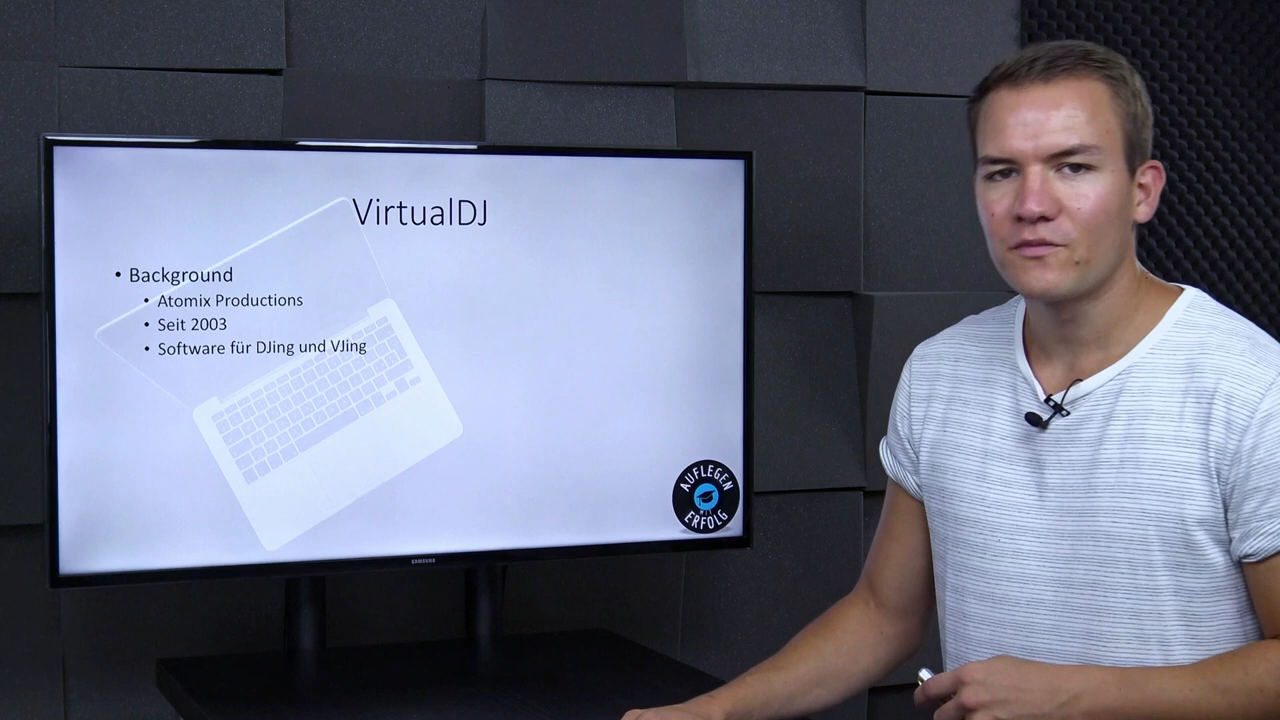 VirtualDJ
• Background
• Atomix Productions
• Seit 2003
• Software für DJing und VJing
AUFLEGEN
MIT
ERFOLG
SAMSUNG